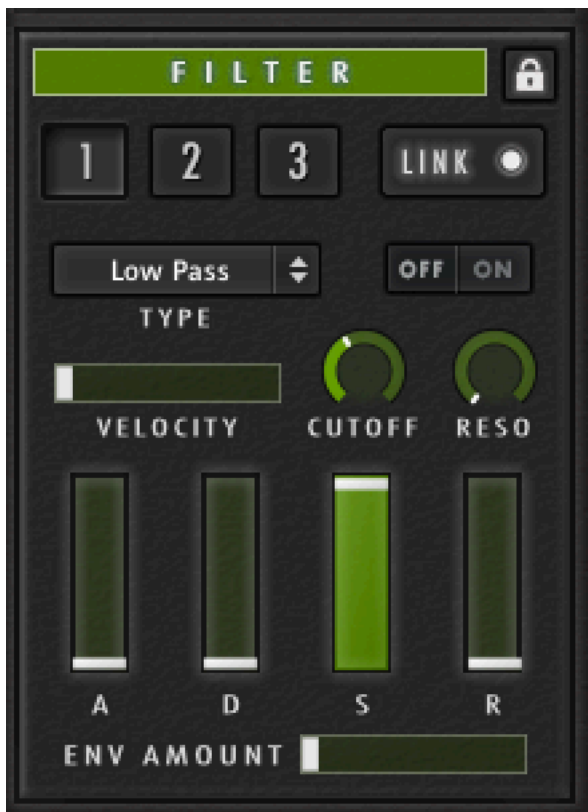 FILTER
1 2 3 LINK
Low Pass OFF ON
TYPE
VELOCITY CUTOFF RESO
A D S R
ENV AMOUNT